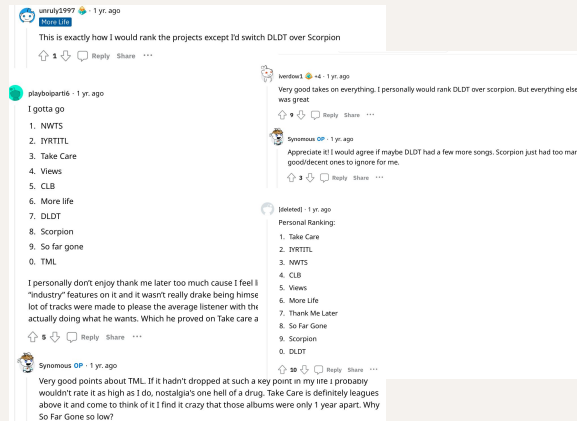 unruly1997 · 1 yr. ago
More Life
This is exactly how I would rank the projects except I'd switch DLDT over Scorpion
1 Reply Share ···
playboiparti6 · 1 yr. ago
I gotta go
1. NWTS
2. IYRTITL
3. Take Care
4. Views
5. CLB
6. More life
7. DLDT
8. Scorpion
9. So far gone
0. TML
I personally don't enjoy thank me later too much cause I feel
"industry" features on it and it wasn't really drake being himse
lot of tracks were made to please the average listener with the
actually doing what he wants. Which he proved on Take care a
5 Reply Share ···
Synomous OP · 1 yr. ago
Very good points about TML. If it hadn't dropped at such a key point in my life I probably
wouldn't rate it as high as I do, nostalgia's one hell of a drug. Take Care is definitely leagues
above it and come to think of it I find it crazy that those albums were only 1 year apart. Why
So Far Gone so low?
iverdow1 +4 · 1 yr. ago
Very good takes on everything. I personally would rank DLDT over scorpion. But everything else
was great
9 Reply Share ···
Synomous OP · 1 yr. ago
Appreciate it! I would agree if maybe DLDT had a few more songs. Scorpion just had too mar
good/decent ones to ignore for me.
3 Reply Share ···
[deleted] · 1 yr. ago
Personal Ranking:
1. Take Care
2. IYRTITL
3. NWTS
4. CLB
5. Views
6. More Life
7. Thank Me Later
8. So Far Gone
9. Scorpion
0. DLDT
10 Reply Share ···